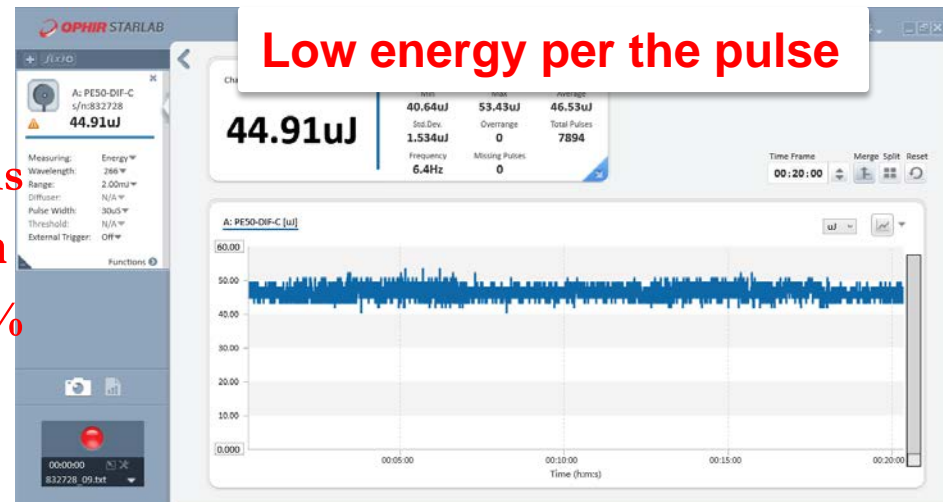 OPHIR STARLAB
Low energy per the pulse
f(x)
A: PE50-DIF-C
s/n:832728
44.91uJ
Measuring: Energy
Wavelength: 266
Range: 2.00mJ
Diffuser: N/A
Pulse Width: 30uS
Threshold: N/A
External Trigger: Off
Functions
44.91uJ
Min Max Average
40.64uJ 53.43uJ 46.53uJ
Std.Dev. Overrange Total Pulses
1.534uJ 0 7894
Frequency Missing Pulses
6.4Hz 0
Time Frame Merge Split Reset
00:20:00
A: PE50-DIF-C [uJ]
uJ
60.00
50.00
40.00
30.00
20.00
10.00
0.000
00:05:00 00:10:00 00:15:00 00:20:00
Time (h:m:s)
00:00:00
832728_09.txt
%